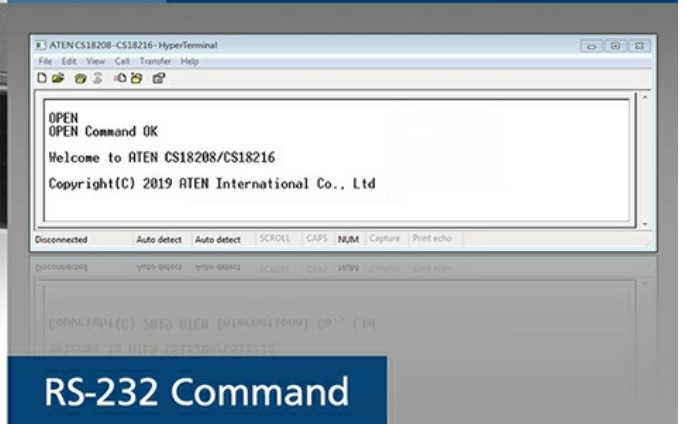 ATEN CS18208-CS18216 - HyperTerminal
File Edit View Call Transfer Help
OPEN
OPEN Command OK
Welcome to ATEN CS18208/CS18216
Copyright(C) 2019 ATEN International Co., Ltd
Disconnected Auto detect Auto detect SCROLL CAPS NUM Capture Print echo
RS-232 Command